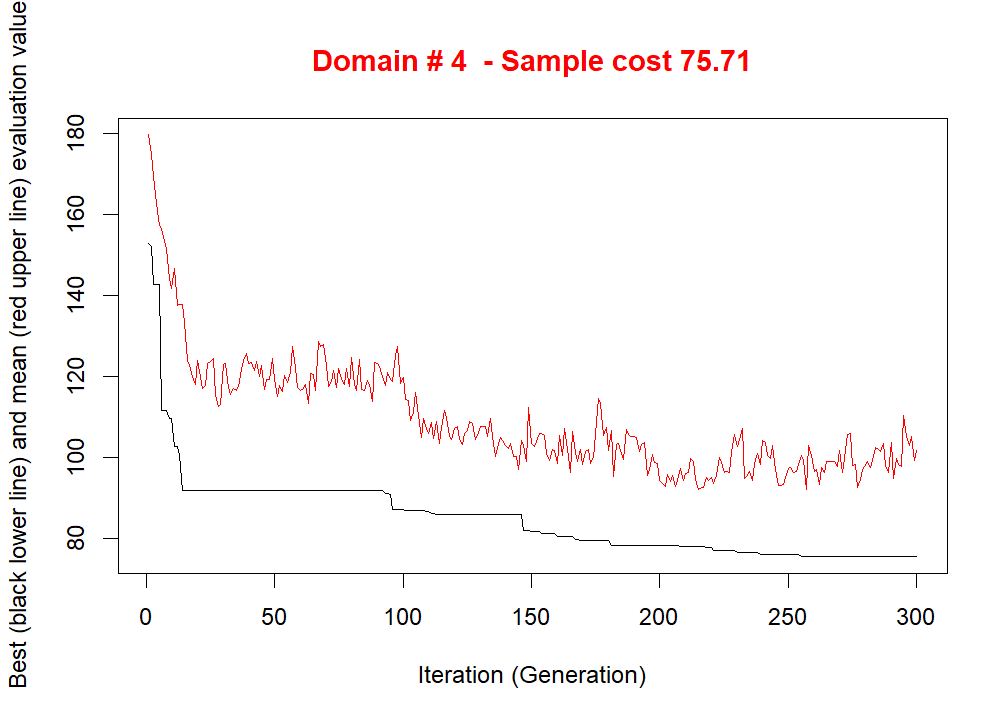 Domain # 4  - Sample cost 75.71
Best (black lower line) and mean (red upper line) evaluation value
180
160
140
120
100
80
0 50 100 150 200 250 300
Iteration (Generation)